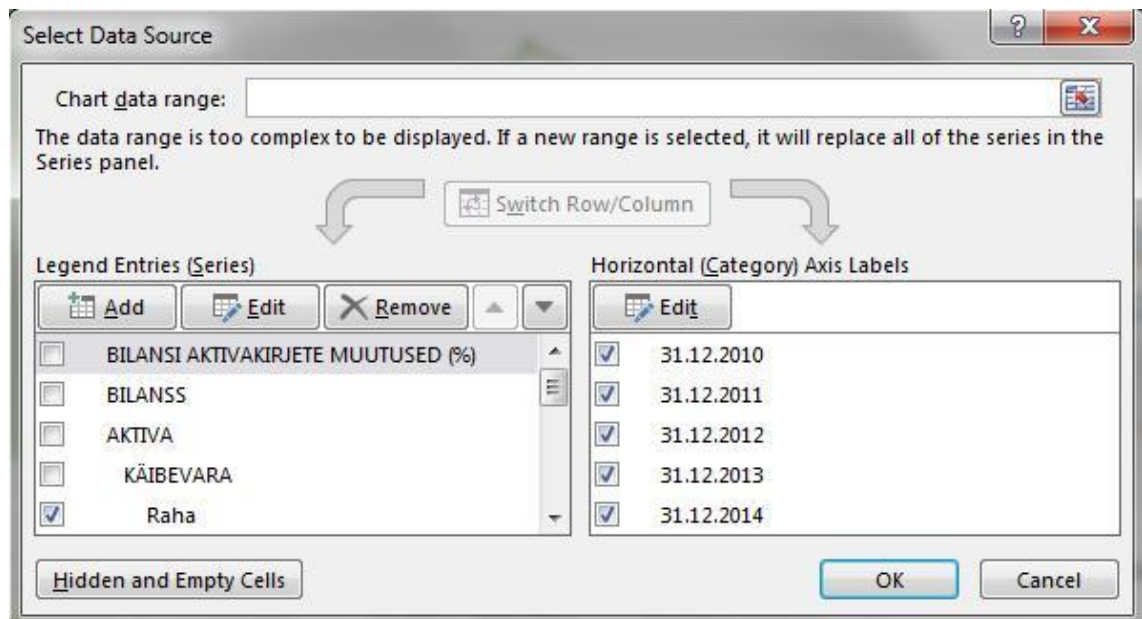 Select Data Source
Chart data range:
The data range is too complex to be displayed. If a new range is selected, it will replace all of the series in the
Series panel.
Switch Row/Column
Legend Entries (Series)
Add Edit Remove
BILANSI AKTIVAKIRJETE MUUTUSED (%)
BILANSS
AKTIVA
KÄIBEVARA
Raha
Horizontal (Category) Axis Labels
Edit
31.12.2010
31.12.2011
31.12.2012
31.12.2013
31.12.2014
Hidden and Empty Cells
OK Cancel